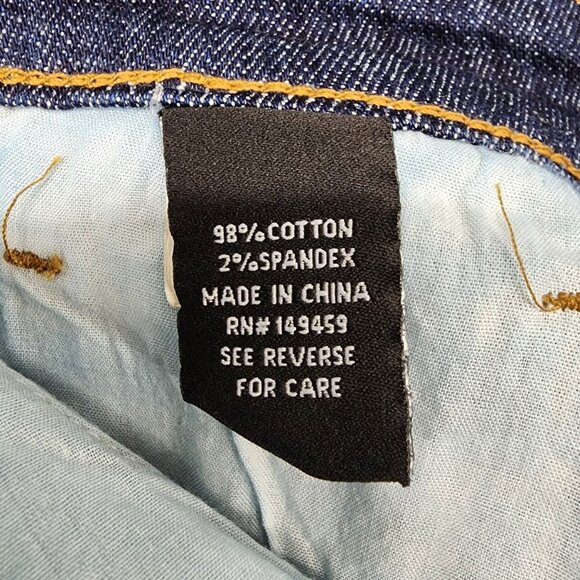 98% COTTON
2% SPANDEX
MADE IN CHINA
RN# 149459
SEE REVERSE
FOR CARE